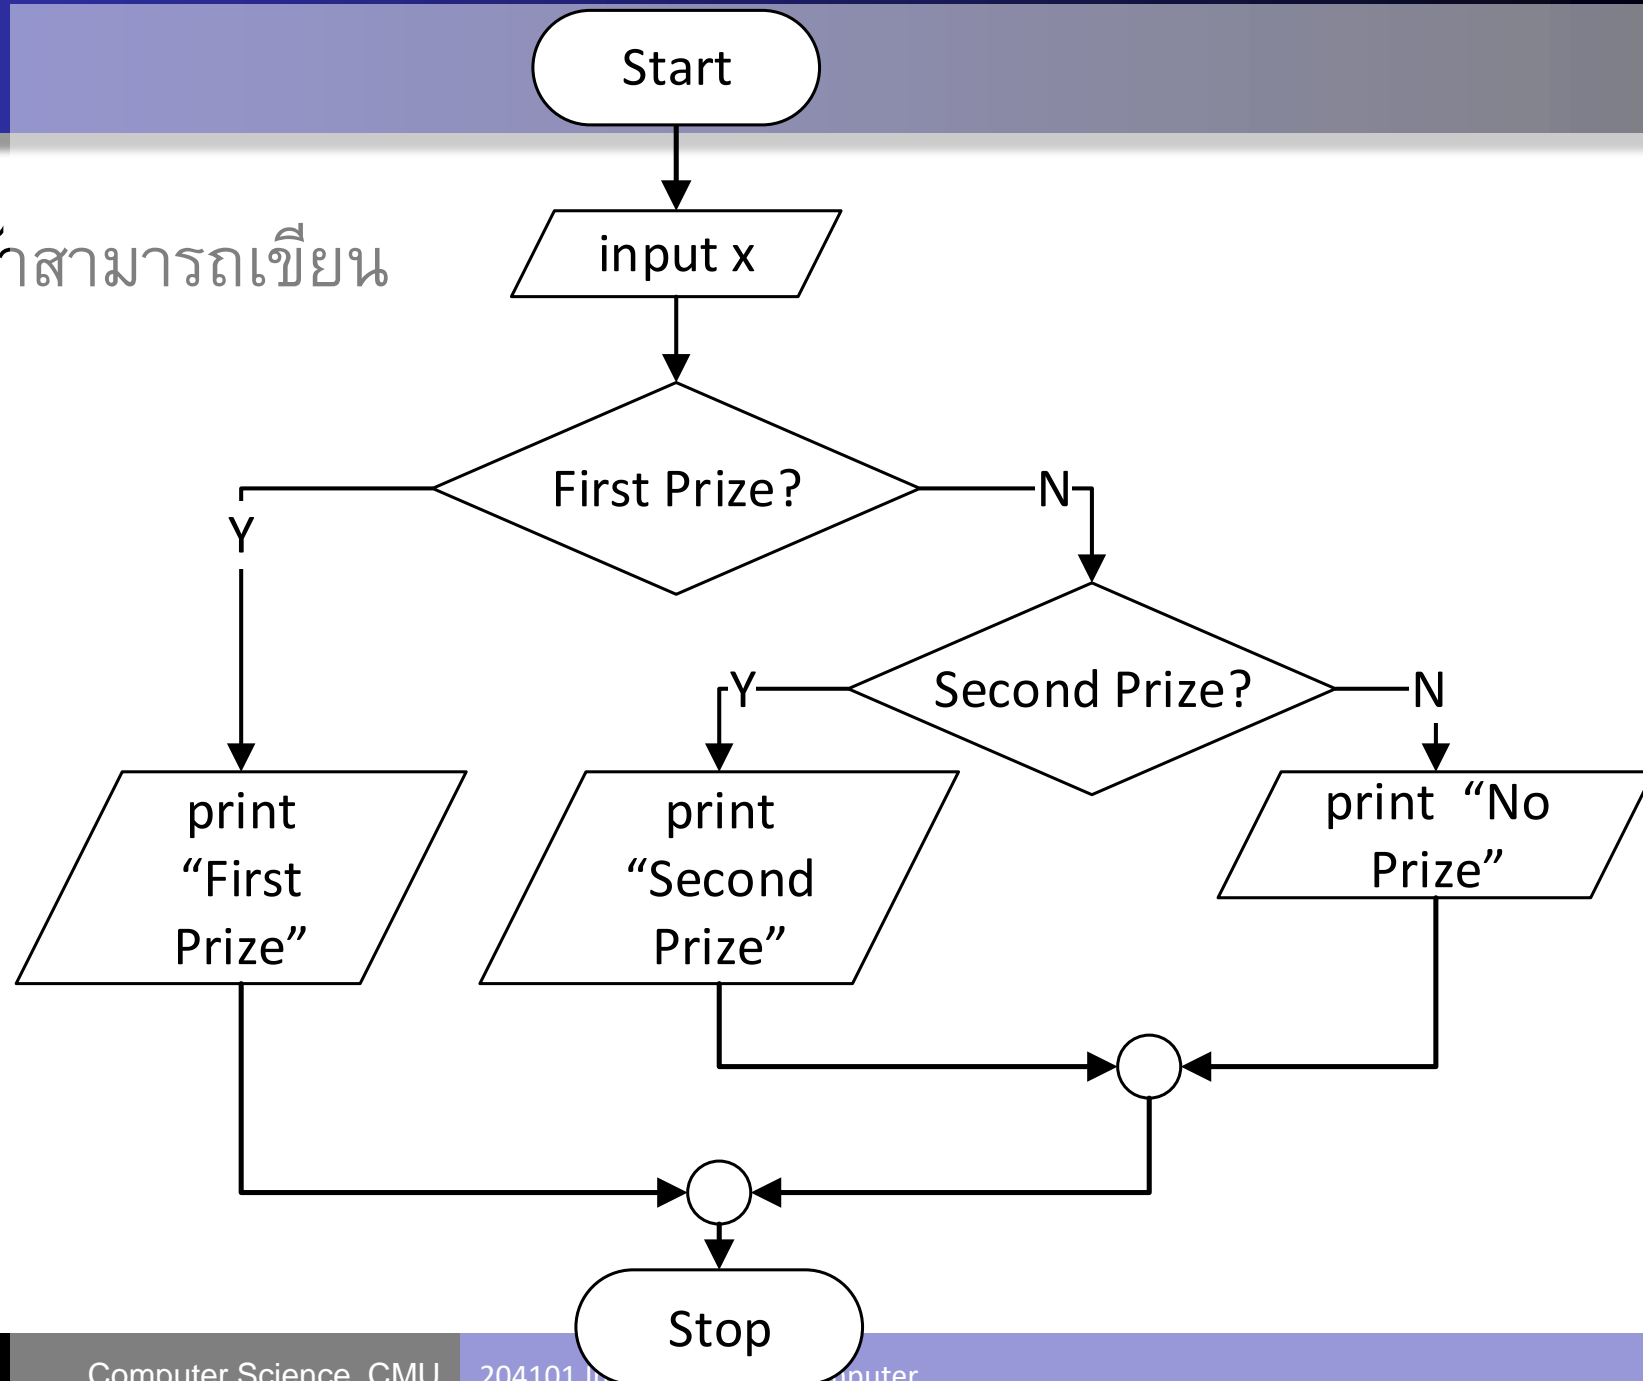 Start
input x
าสามารถเขียน
First Prize?
Y
N
Second Prize?
Y
N
print
“First
Prize”
print
“Second
Prize”
print “No
Prize”
Stop
Computer Science, CMU
204101